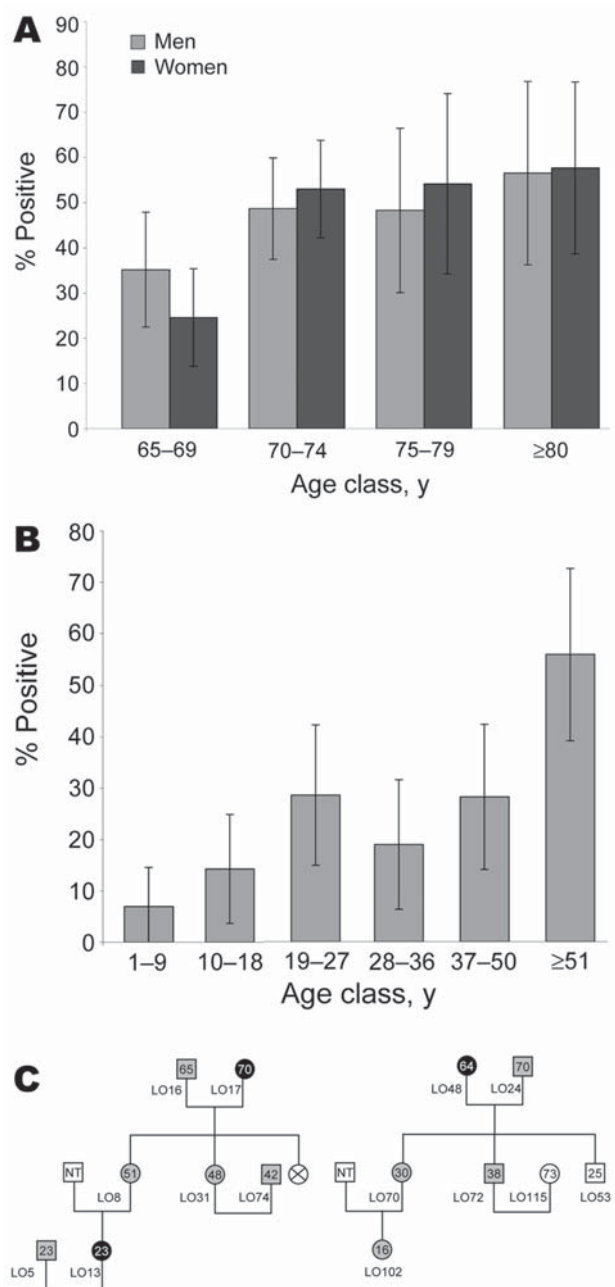 A
90
80
70
60
50
40
30
20
10
0
% Positive
Men
Women
65–69 70–74 75–79 ≥80
Age class, y
B
80
70
60
50
40
30
20
10
0
% Positive
1–9 10–18 19–27 28–36 37–50 ≥51
Age class, y
C
65 70 64 70
LO16 LO17 LO48 LO24
NT 51 48 42 NT 30 38 73 25
LO8 LO31 LO74 LO70 LO72 LO115 LO53
23 23 16
LO5 LO13 LO102